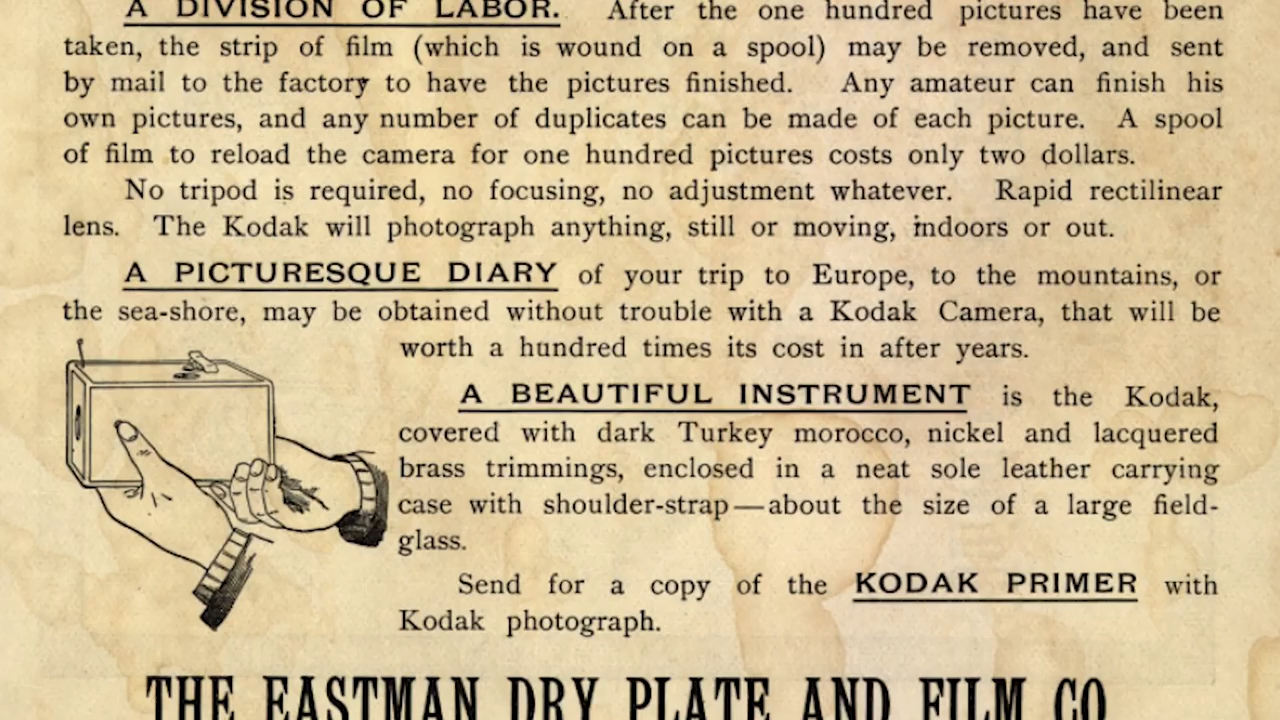 A DIVISION OF LABOR. After the one hundred pictures have been
taken, the strip of film (which is wound on a spool) may be removed, and sent
by mail to the factory to have the pictures finished. Any amateur can finish his
own pictures, and any number of duplicates can be made of each picture. A spool
of film to reload the camera for one hundred pictures costs only two dollars.
No tripod is required, no focusing, no adjustment whatever. Rapid rectilinear
lens. The Kodak will photograph anything, still or moving, indoors or out.
A PICTURESQUE DIARY of your trip to Europe, to the mountains, or
the sea-shore, may be obtained without trouble with a Kodak Camera, that will be
worth a hundred times its cost in after years.
A BEAUTIFUL INSTRUMENT is the Kodak,
covered with dark Turkey morocco, nickel and lacquered
brass trimmings, enclosed in a neat sole leather carrying
case with shoulder-strap—about the size of a large field-
glass.
Send for a copy of the KODAK PRIMER with
Kodak photograph.
THE EASTMAN DRY PLATE AND FILM CO